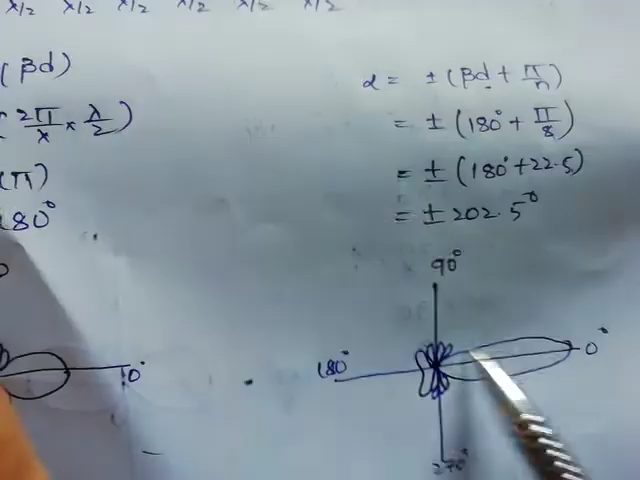 λ/2 λ/2 λ/2 λ/2 λ/2 λ/2
(βd)
2π/λ × λ/2)
(π)
180°
0°
α = ± (βd + π/n)
= ± (180° + π/8)
= ± (180° + 22.5)
= ± 202.5°
90°
180°
0°
270°